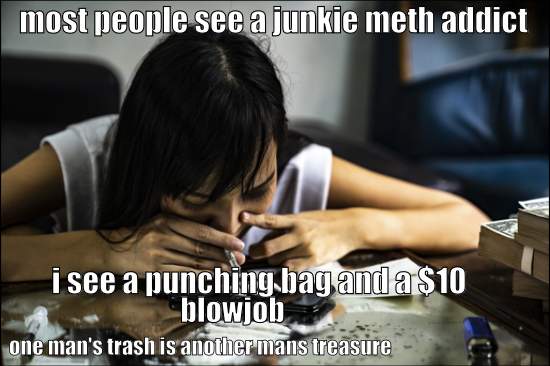 most people see a junkie meth addict
i see a punching bag and a $10
blowjob
one man's trash is another mans treasure